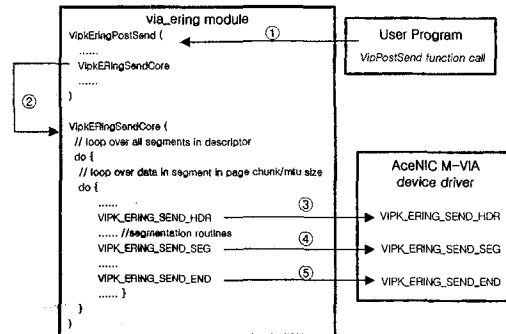 via_ering module
VipkEringPostSend (
......
VipkERingSendCore
......
)
VipkERingSendCore {
// loop over all segments in descriptor
do {
// loop over data in segment in page chunk/mtu size
do {
......
VIPK_ERING_SEND_HDR
...... //segmentation routines
VIPK_ERING_SEND_SEG
......
VIPK_ERING_SEND_END
...... }
}
)
①
②
③
④
⑤
User Program
VipPostSend function call
AceNIC M-VIA
device driver
VIPK_ERING_SEND_HDR
VIPK_ERING_SEND_SEG
VIPK_ERING_SEND_END